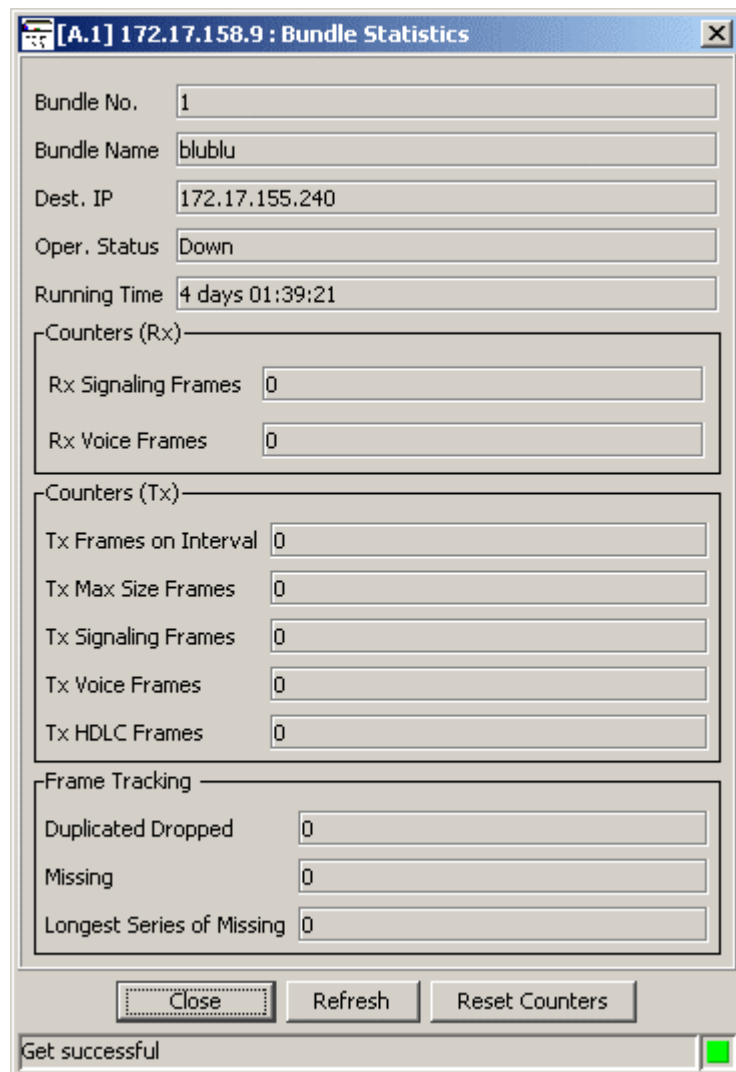 [A.1] 172.17.158.9 : Bundle Statistics
Bundle No. 1
Bundle Name blublu
Dest. IP 172.17.155.240
Oper. Status Down
Running Time 4 days 01:39:21
Counters (Rx)
Rx Signaling Frames 0
Rx Voice Frames 0
Counters (Tx)
Tx Frames on Interval 0
Tx Max Size Frames 0
Tx Signaling Frames 0
Tx Voice Frames 0
Tx HDLC Frames 0
Frame Tracking
Duplicated Dropped 0
Missing 0
Longest Series of Missing 0
Close Refresh Reset Counters
Get successful